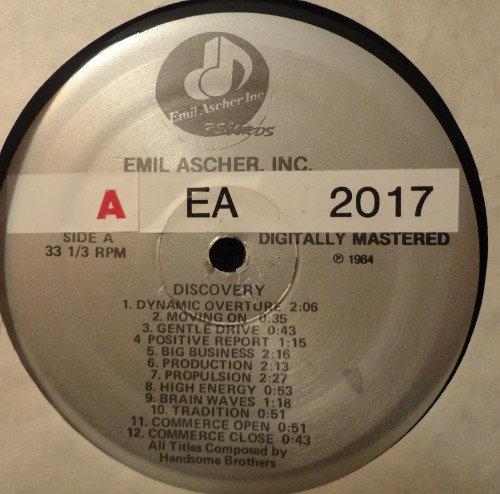 Emil Ascher Inc
RECORDS
EMIL ASCHER, INC.
A EA 2017
SIDE A
33 1/3 RPM
DIGITALLY MASTERED
℗ 1984
DISCOVERY
1. DYNAMIC OVERTURE 2:06
2. MOVING ON 0:35
3. GENTLE DRIVE 0:43
4 POSITIVE REPORT 1:15
5. BIG BUSINESS 2:16
6. PRODUCTION 2:13
7. PROPULSION 2:27
8. HIGH ENERGY 0:53
9. BRAIN WAVES 1:18
10. TRADITION 0:51
11. COMMERCE OPEN 0:51
12. COMMERCE CLOSE 0:43
All Titles Composed by
Handsome Brothers